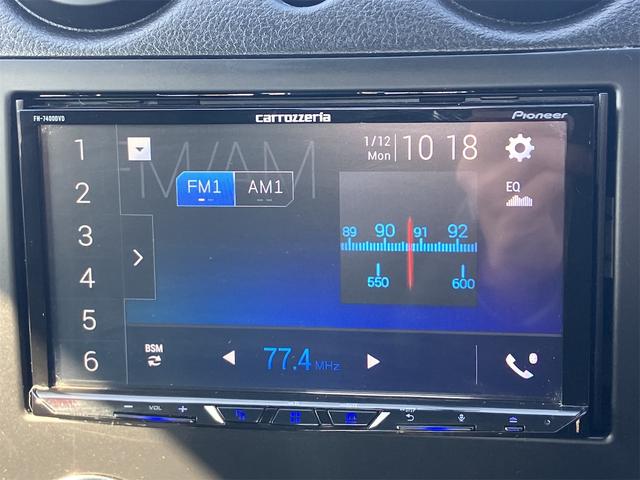 FH-7400DVD
carrozzeria
Pioneer
FM/AM
1/12
Mon
10 18
FM1
AM1
EQ
1
2
3
4
5
6
89 90 91 92
550 600
BSM
77.4 MHz
VOL